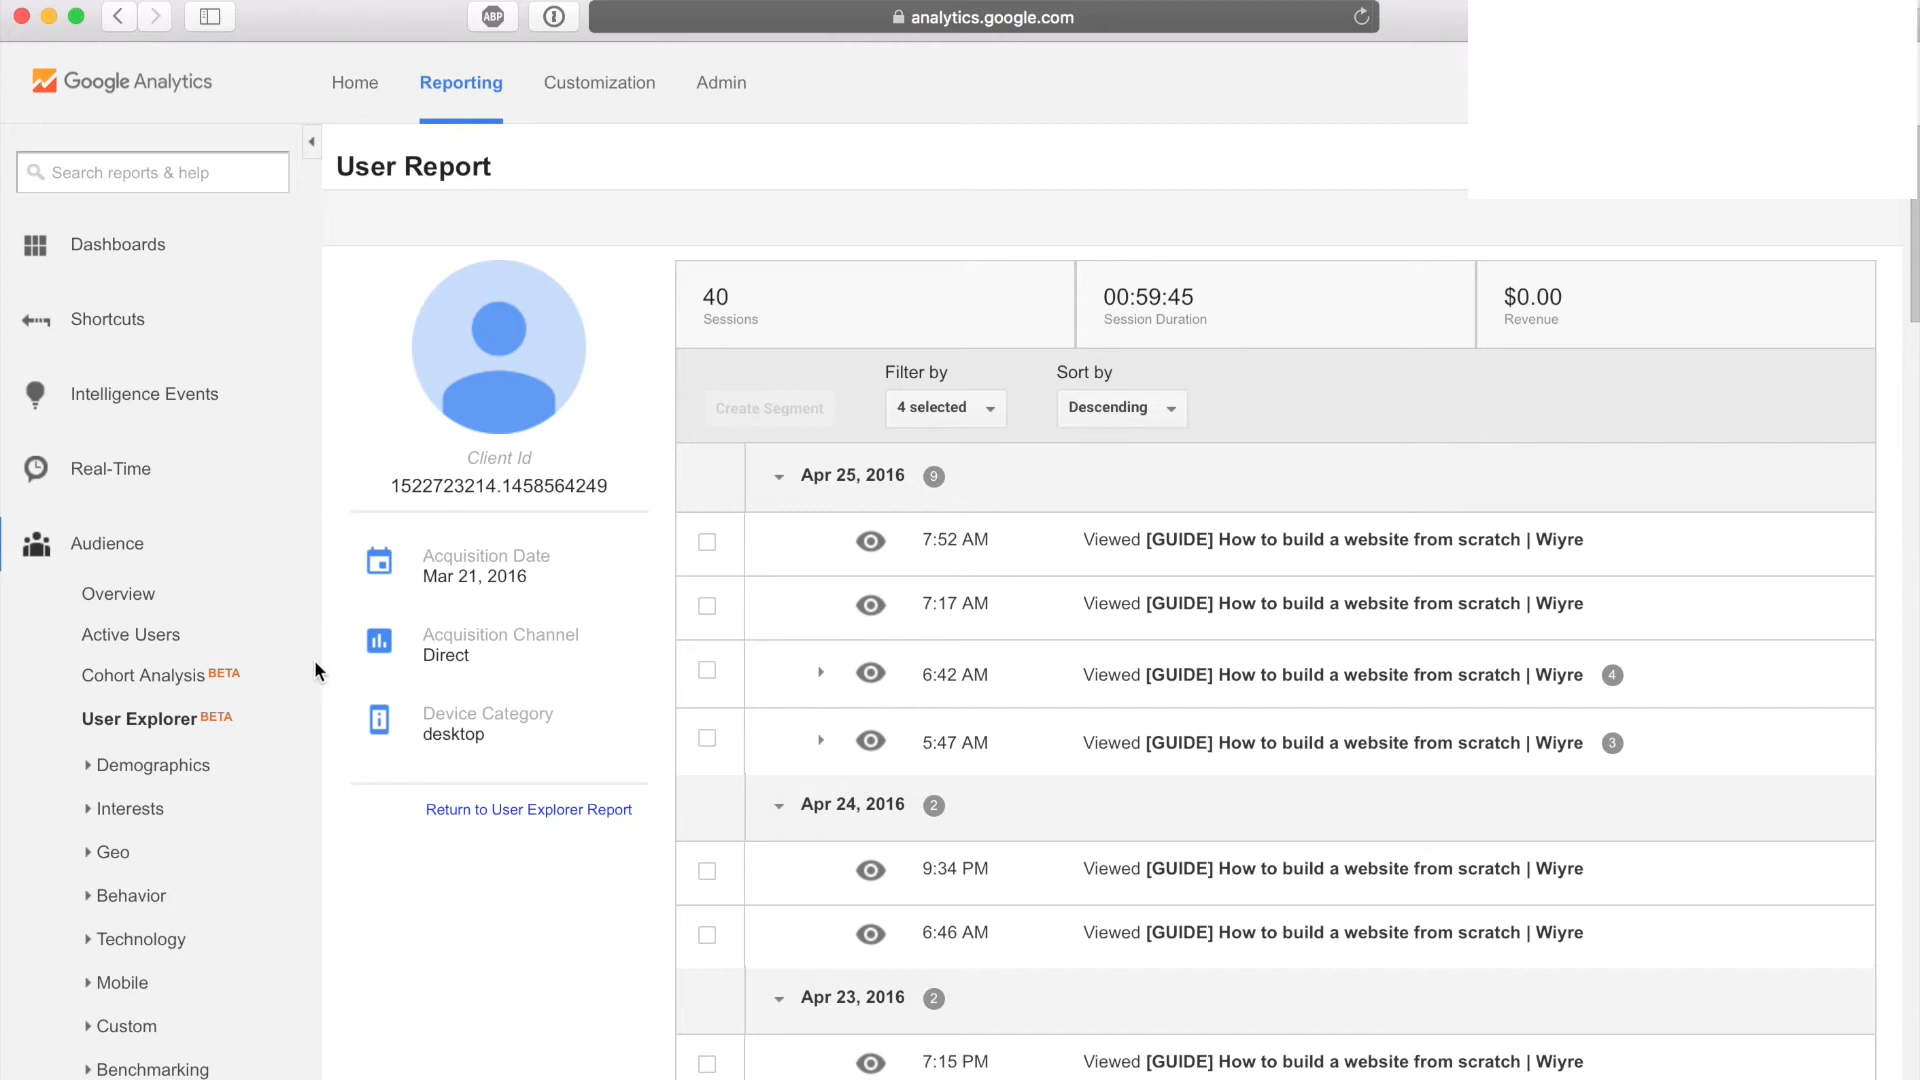 ABP
analytics.google.com
Google Analytics
Home
Reporting
Customization
Admin
Search reports & help
User Report
Dashboards
Shortcuts
Intelligence Events
Real-Time
Audience
Overview
Active Users
Cohort Analysis BETA
User Explorer BETA
Demographics
Interests
Geo
Behavior
Technology
Mobile
Custom
Benchmarking
Client Id
1522723214.1458564249
Acquisition Date
Mar 21, 2016
Acquisition Channel
Direct
Device Category
desktop
Return to User Explorer Report
40
Sessions
00:59:45
Session Duration
$0.00
Revenue
Create Segment
Filter by
4 selected
Sort by
Descending
Apr 25, 2016 9
7:52 AM Viewed [GUIDE] How to build a website from scratch | Wiyre
7:17 AM Viewed [GUIDE] How to build a website from scratch | Wiyre
6:42 AM Viewed [GUIDE] How to build a website from scratch | Wiyre 4
5:47 AM Viewed [GUIDE] How to build a website from scratch | Wiyre 3
Apr 24, 2016 2
9:34 PM Viewed [GUIDE] How to build a website from scratch | Wiyre
6:46 AM Viewed [GUIDE] How to build a website from scratch | Wiyre
Apr 23, 2016 2
7:15 PM Viewed [GUIDE] How to build a website from scratch | Wiyre